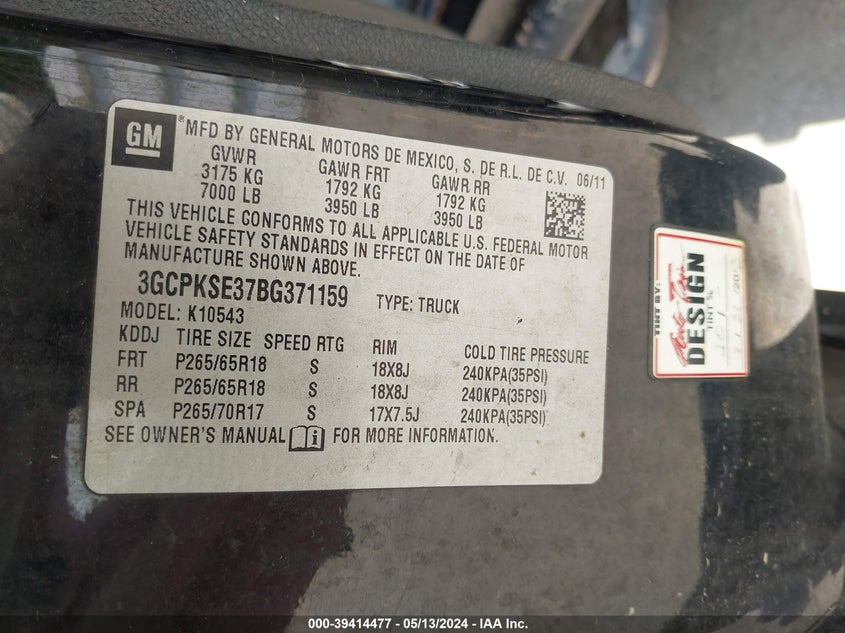 GM
® MFD BY GENERAL MOTORS DE MEXICO, S. DE R.L. DE C.V. 06/11
GVWR GAWR FRT GAWR RR
3175 KG 1792 KG 1792 KG
7000 LB 3950 LB 3950 LB
THIS VEHICLE CONFORMS TO ALL APPLICABLE U.S. FEDERAL MOTOR
VEHICLE SAFETY STANDARDS IN EFFECT ON THE DATE OF
MANUFACTURE SHOWN ABOVE.
3GCPKSE37BG371159 TYPE: TRUCK
MODEL: K10543
KDDJ TIRE SIZE SPEED RTG RIM COLD TIRE PRESSURE
FRT P265/65R18 S 18X8J 240KPA(35PSI)
RR P265/65R18 S 18X8J 240KPA(35PSI)
SPA P265/70R17 S 17X7.5J 240KPA(35PSI)
SEE OWNER'S MANUAL i FOR MORE INFORMATION.
DESIGN
TINT %
000-39414477 - 05/13/2024 - IAA Inc.